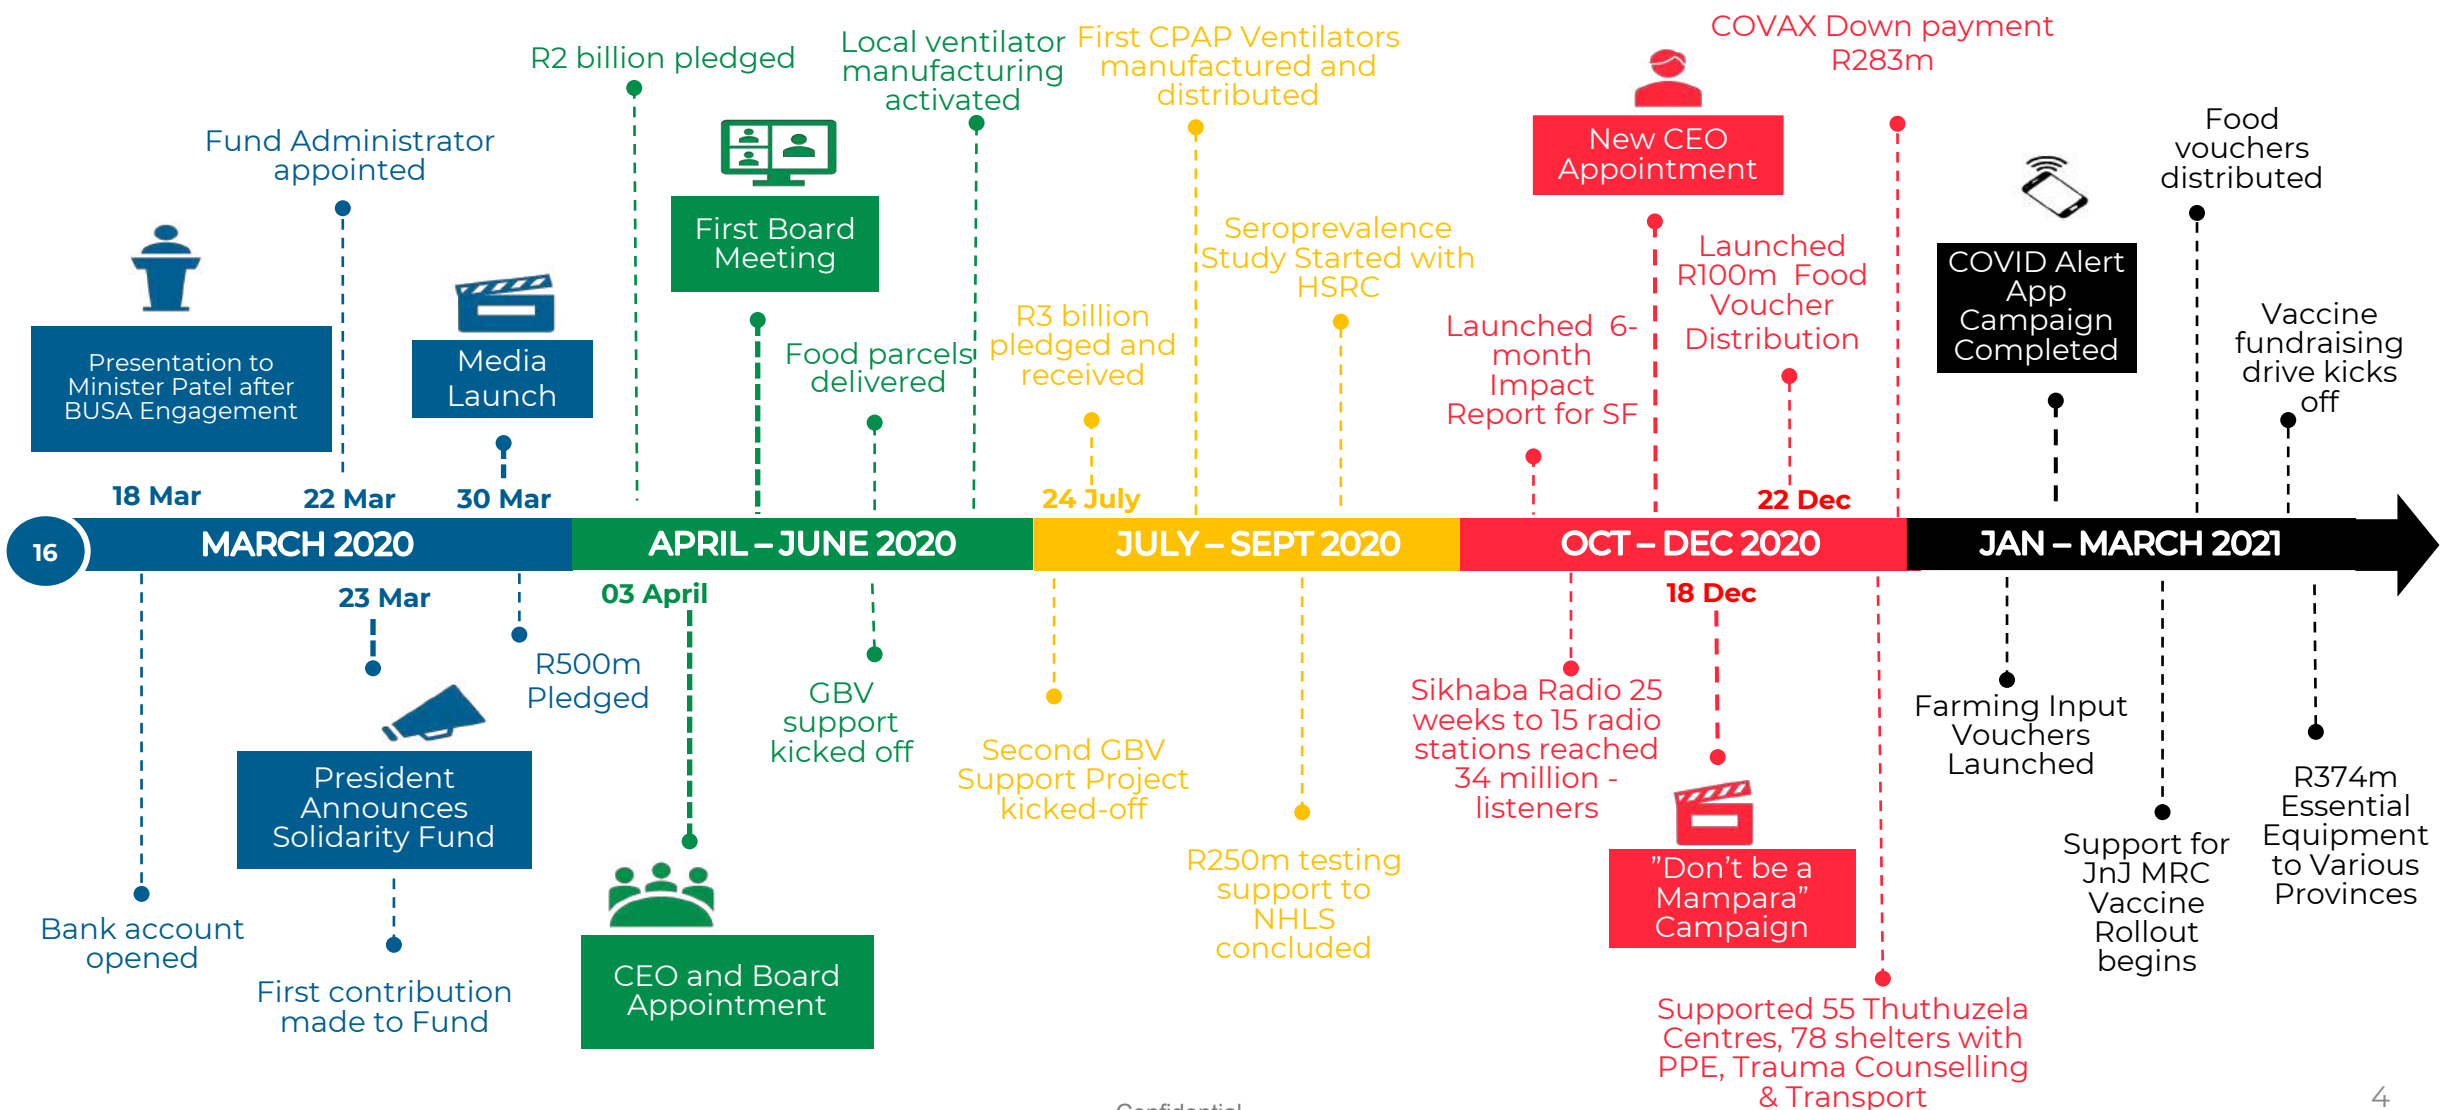 Fund Administrator
appointed
Presentation to
Minister Patel after
BUSA Engagement
Media
Launch
18 Mar
22 Mar
30 Mar
R2 billion pledged
First Board
Meeting
Local ventilator
manufacturing
activated
Food parcels
delivered
First CPAP Ventilators
manufactured and
distributed
Seroprevalence
Study Started with
HSRC
R3 billion
pledged and
received
24 July
New CEO
Appointment
COVAX Down payment
R283m
Launched
R100m Food
Voucher
Distribution
Launched 6-
month
Impact
Report for SF
22 Dec
COVID Alert
App
Campaign
Completed
Food
vouchers
distributed
Vaccine
fundraising
drive kicks
off
16
MARCH 2020
APRIL – JUNE 2020
JULY – SEPT 2020
OCT – DEC 2020
JAN – MARCH 2021
23 Mar
President
Announces
Solidarity Fund
R500m
Pledged
Bank account
opened
First contribution
made to Fund
03 April
CEO and Board
Appointment
GBV
support
kicked off
Second GBV
Support Project
kicked-off
R250m testing
support to
NHLS
concluded
Sikhaba Radio 25
weeks to 15 radio
stations reached
34 million -
listeners
18 Dec
”Don’t be a
Mampara”
Campaign
Supported 55 Thuthuzela
Centres, 78 shelters with
PPE, Trauma Counselling
& Transport
Farming Input
Vouchers
Launched
Support for
JnJ MRC
Vaccine
Rollout
begins
R374m
Essential
Equipment
to Various
Provinces
Confidential
4